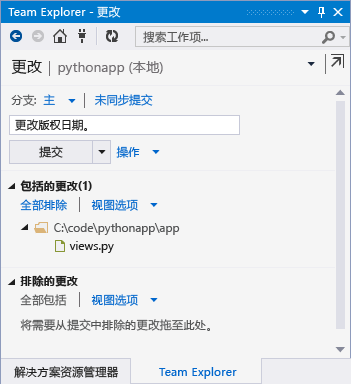 Team Explorer - 更改
搜索工作项...
更改 | pythonapp (本地)
分支: 主 未同步提交
更改版权日期。
提交 操作
包括的更改(1)
全部排除 视图选项
C:\code\pythonapp\app
views.py
排除的更改
全部包括 视图选项
将需要从提交中排除的更改拖至此处。
解决方案资源管理器 Team Explorer